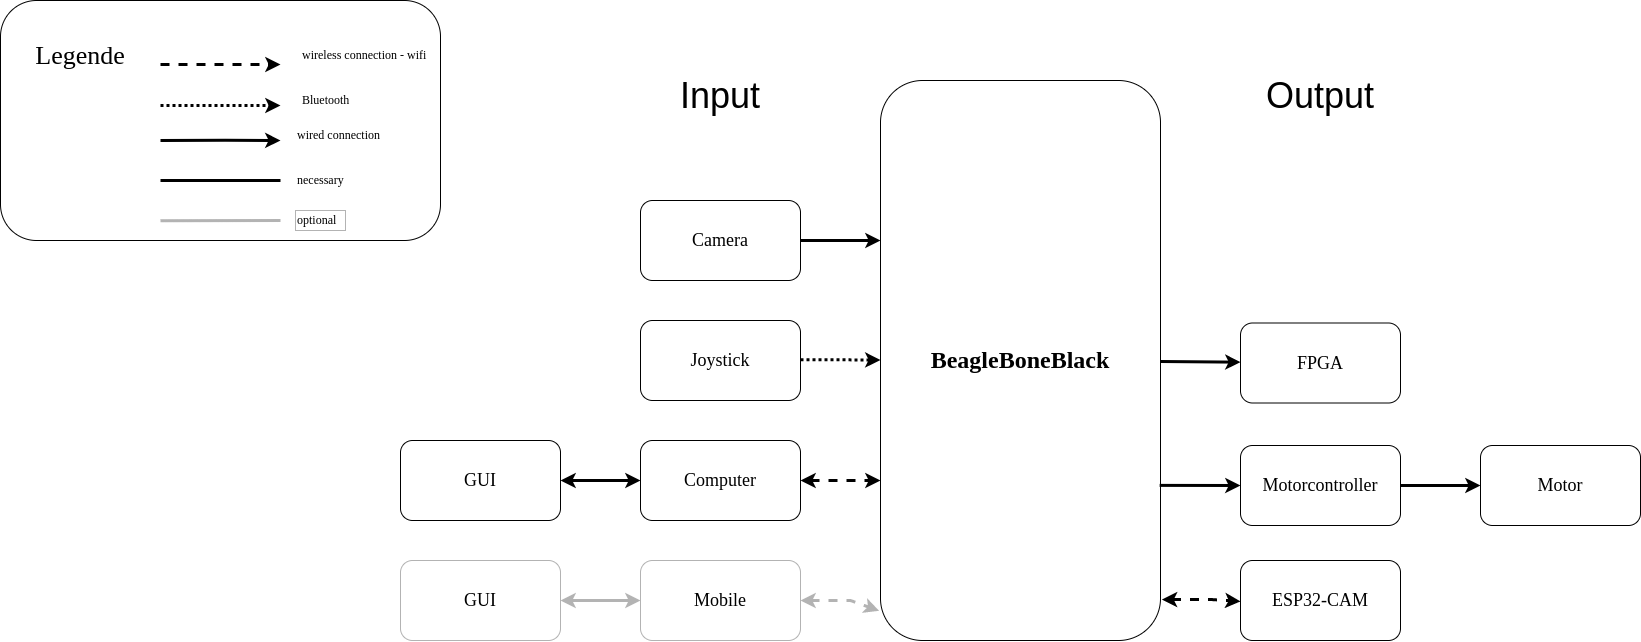 Legende
wireless connection - wifi
Bluetooth
wired connection
necessary
optional
Input
Output
Camera
Joystick
BeagleBoneBlack
FPGA
GUI
Computer
Motorcontroller
Motor
GUI
Mobile
ESP32-CAM